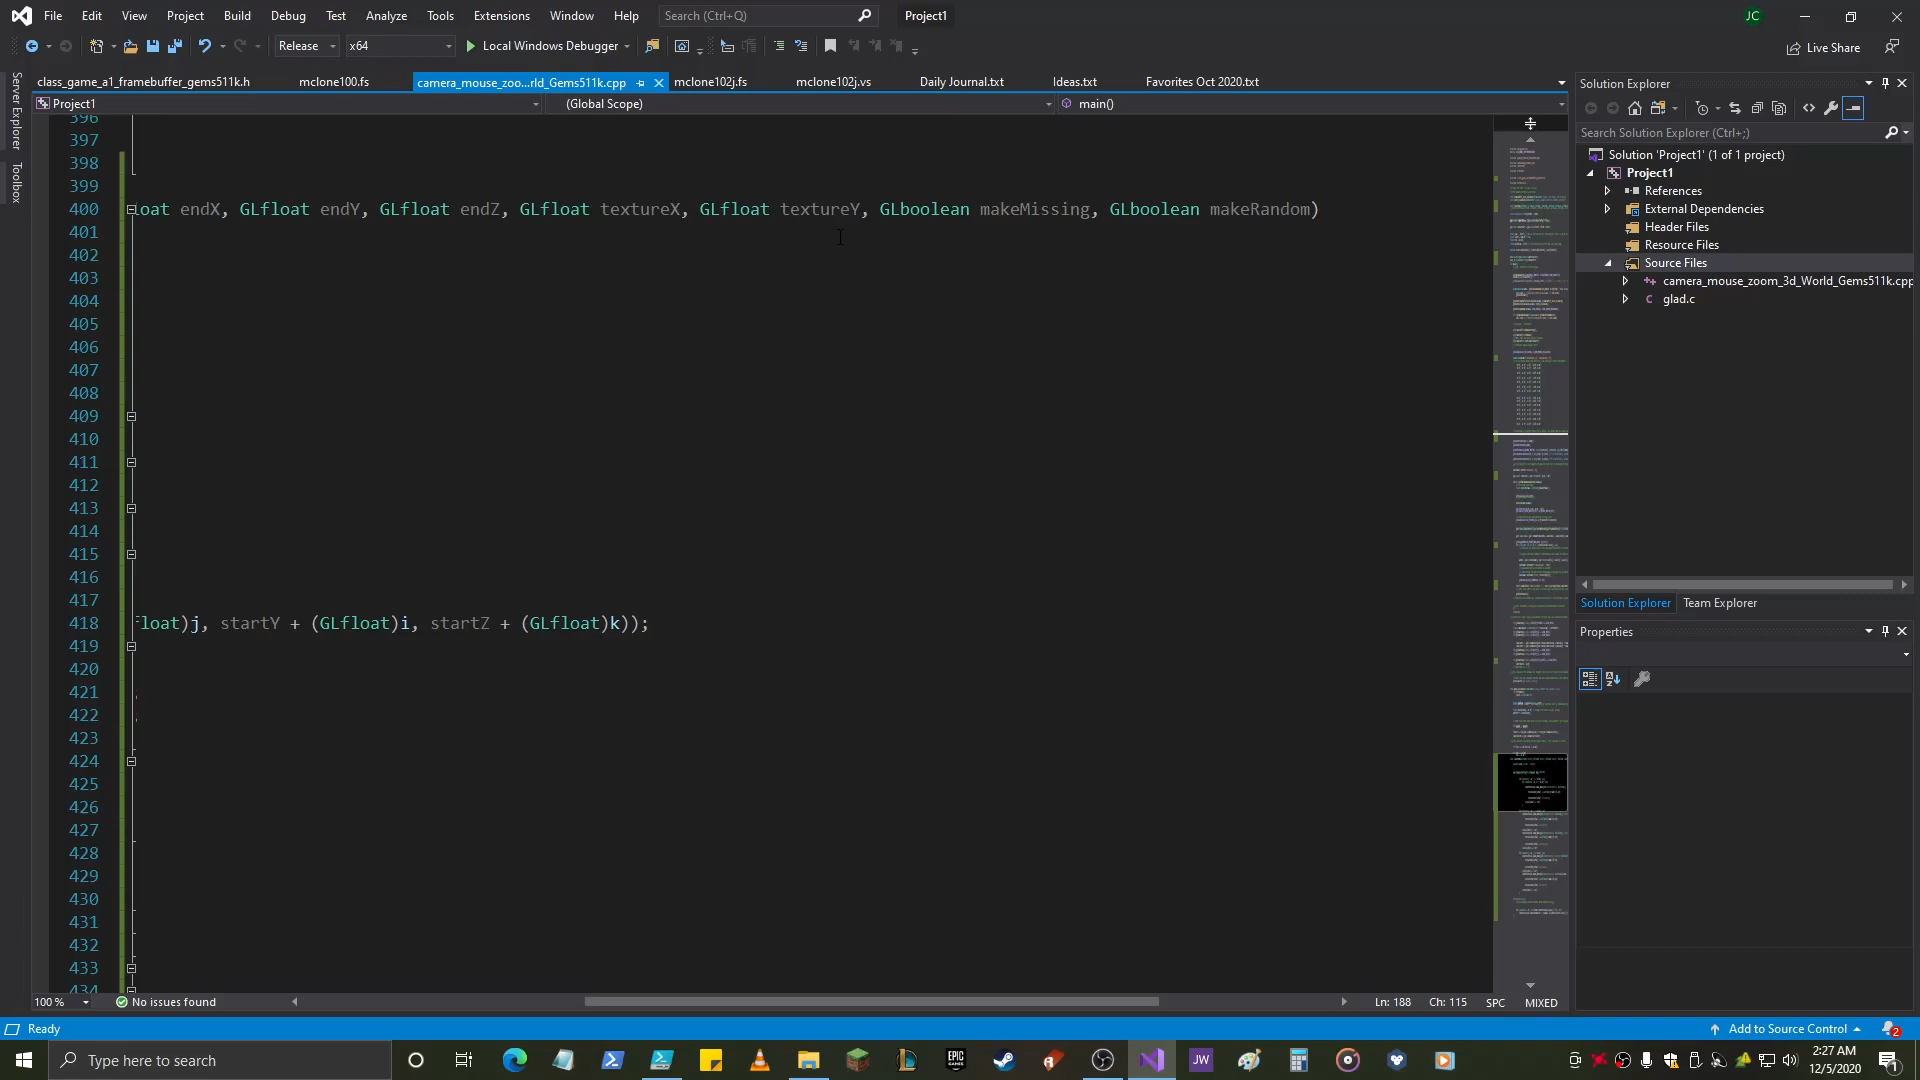 File Edit View Project Build Debug Test Analyze Tools Extensions Window Help Search (Ctrl+Q) Project1 JC
Release x64 Local Windows Debugger Live Share
class_game_a1_framebuffer_gems511k.h mclone100.fs camera_mouse_zoo...rld_Gems511k.cpp mclone102j.fs mclone102j.vs Daily Journal.txt Ideas.txt Favorites Oct 2020.txt
Project1 (Global Scope) main()
Server Explorer
Toolbox
396
397
398
399
400 loat endX, GLfloat endY, GLfloat endZ, GLfloat textureX, GLfloat textureY, GLboolean makeMissing, GLboolean makeRandom)
401
402
403
404
405
406
407
408
409
410
411
412
413
414
415
416
417
418 float)j, startY + (GLfloat)i, startZ + (GLfloat)k));
419
420
421
422
423
424
425
426
427
428
429
430
431
432
433
434
100 % No issues found Ln: 188 Ch: 115 SPC MIXED
Solution Explorer
Search Solution Explorer (Ctrl+;)
Solution 'Project1' (1 of 1 project)
Project1
References
External Dependencies
Header Files
Resource Files
Source Files
camera_mouse_zoom_3d_World_Gems511k.cpp
glad.c
Solution Explorer Team Explorer
Properties
Ready Add to Source Control 2
Type here to search EPIC GAMES JW 2:27 AM
12/5/2020 1